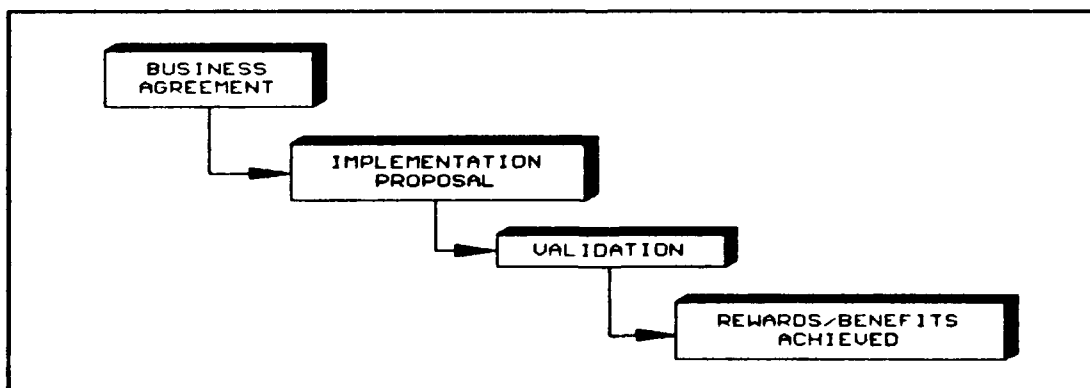 BUSINESS
AGREEMENT
IMPLEMENTATION
PROPOSAL
VALIDATION
REWARDS/BENEFITS
ACHIEVED